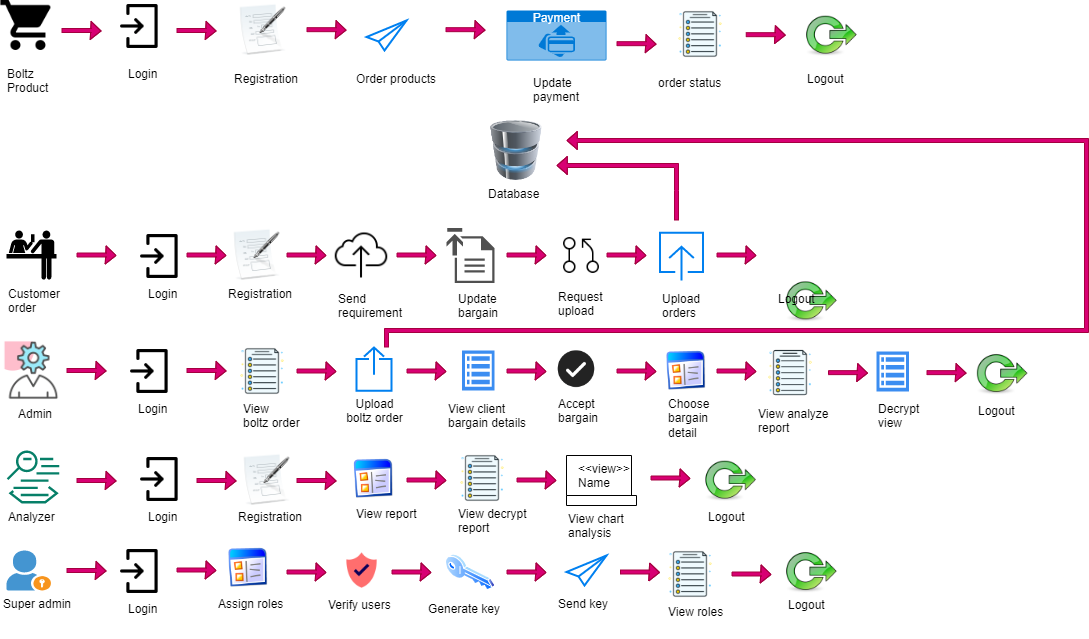 Payment
Boltz
Product
Login
Registration
Order products
Update
payment
order status
Logout
Database
Customer
order
Login
Registration
Send
requirement
Update
bargain
Request
upload
Upload
orders
Logout
Admin
Login
View
boltz order
Upload
boltz order
View client
bargain details
Accept
bargain
Choose
bargain
detail
View analyze
report
Decrypt
view
Logout
Analyzer
Login
Registration
View report
View decrypt
report
<<view>>
Name
View chart
analysis
Logout
Super admin
Login
Assign roles
Verify users
Generate key
Send key
View roles
Logout